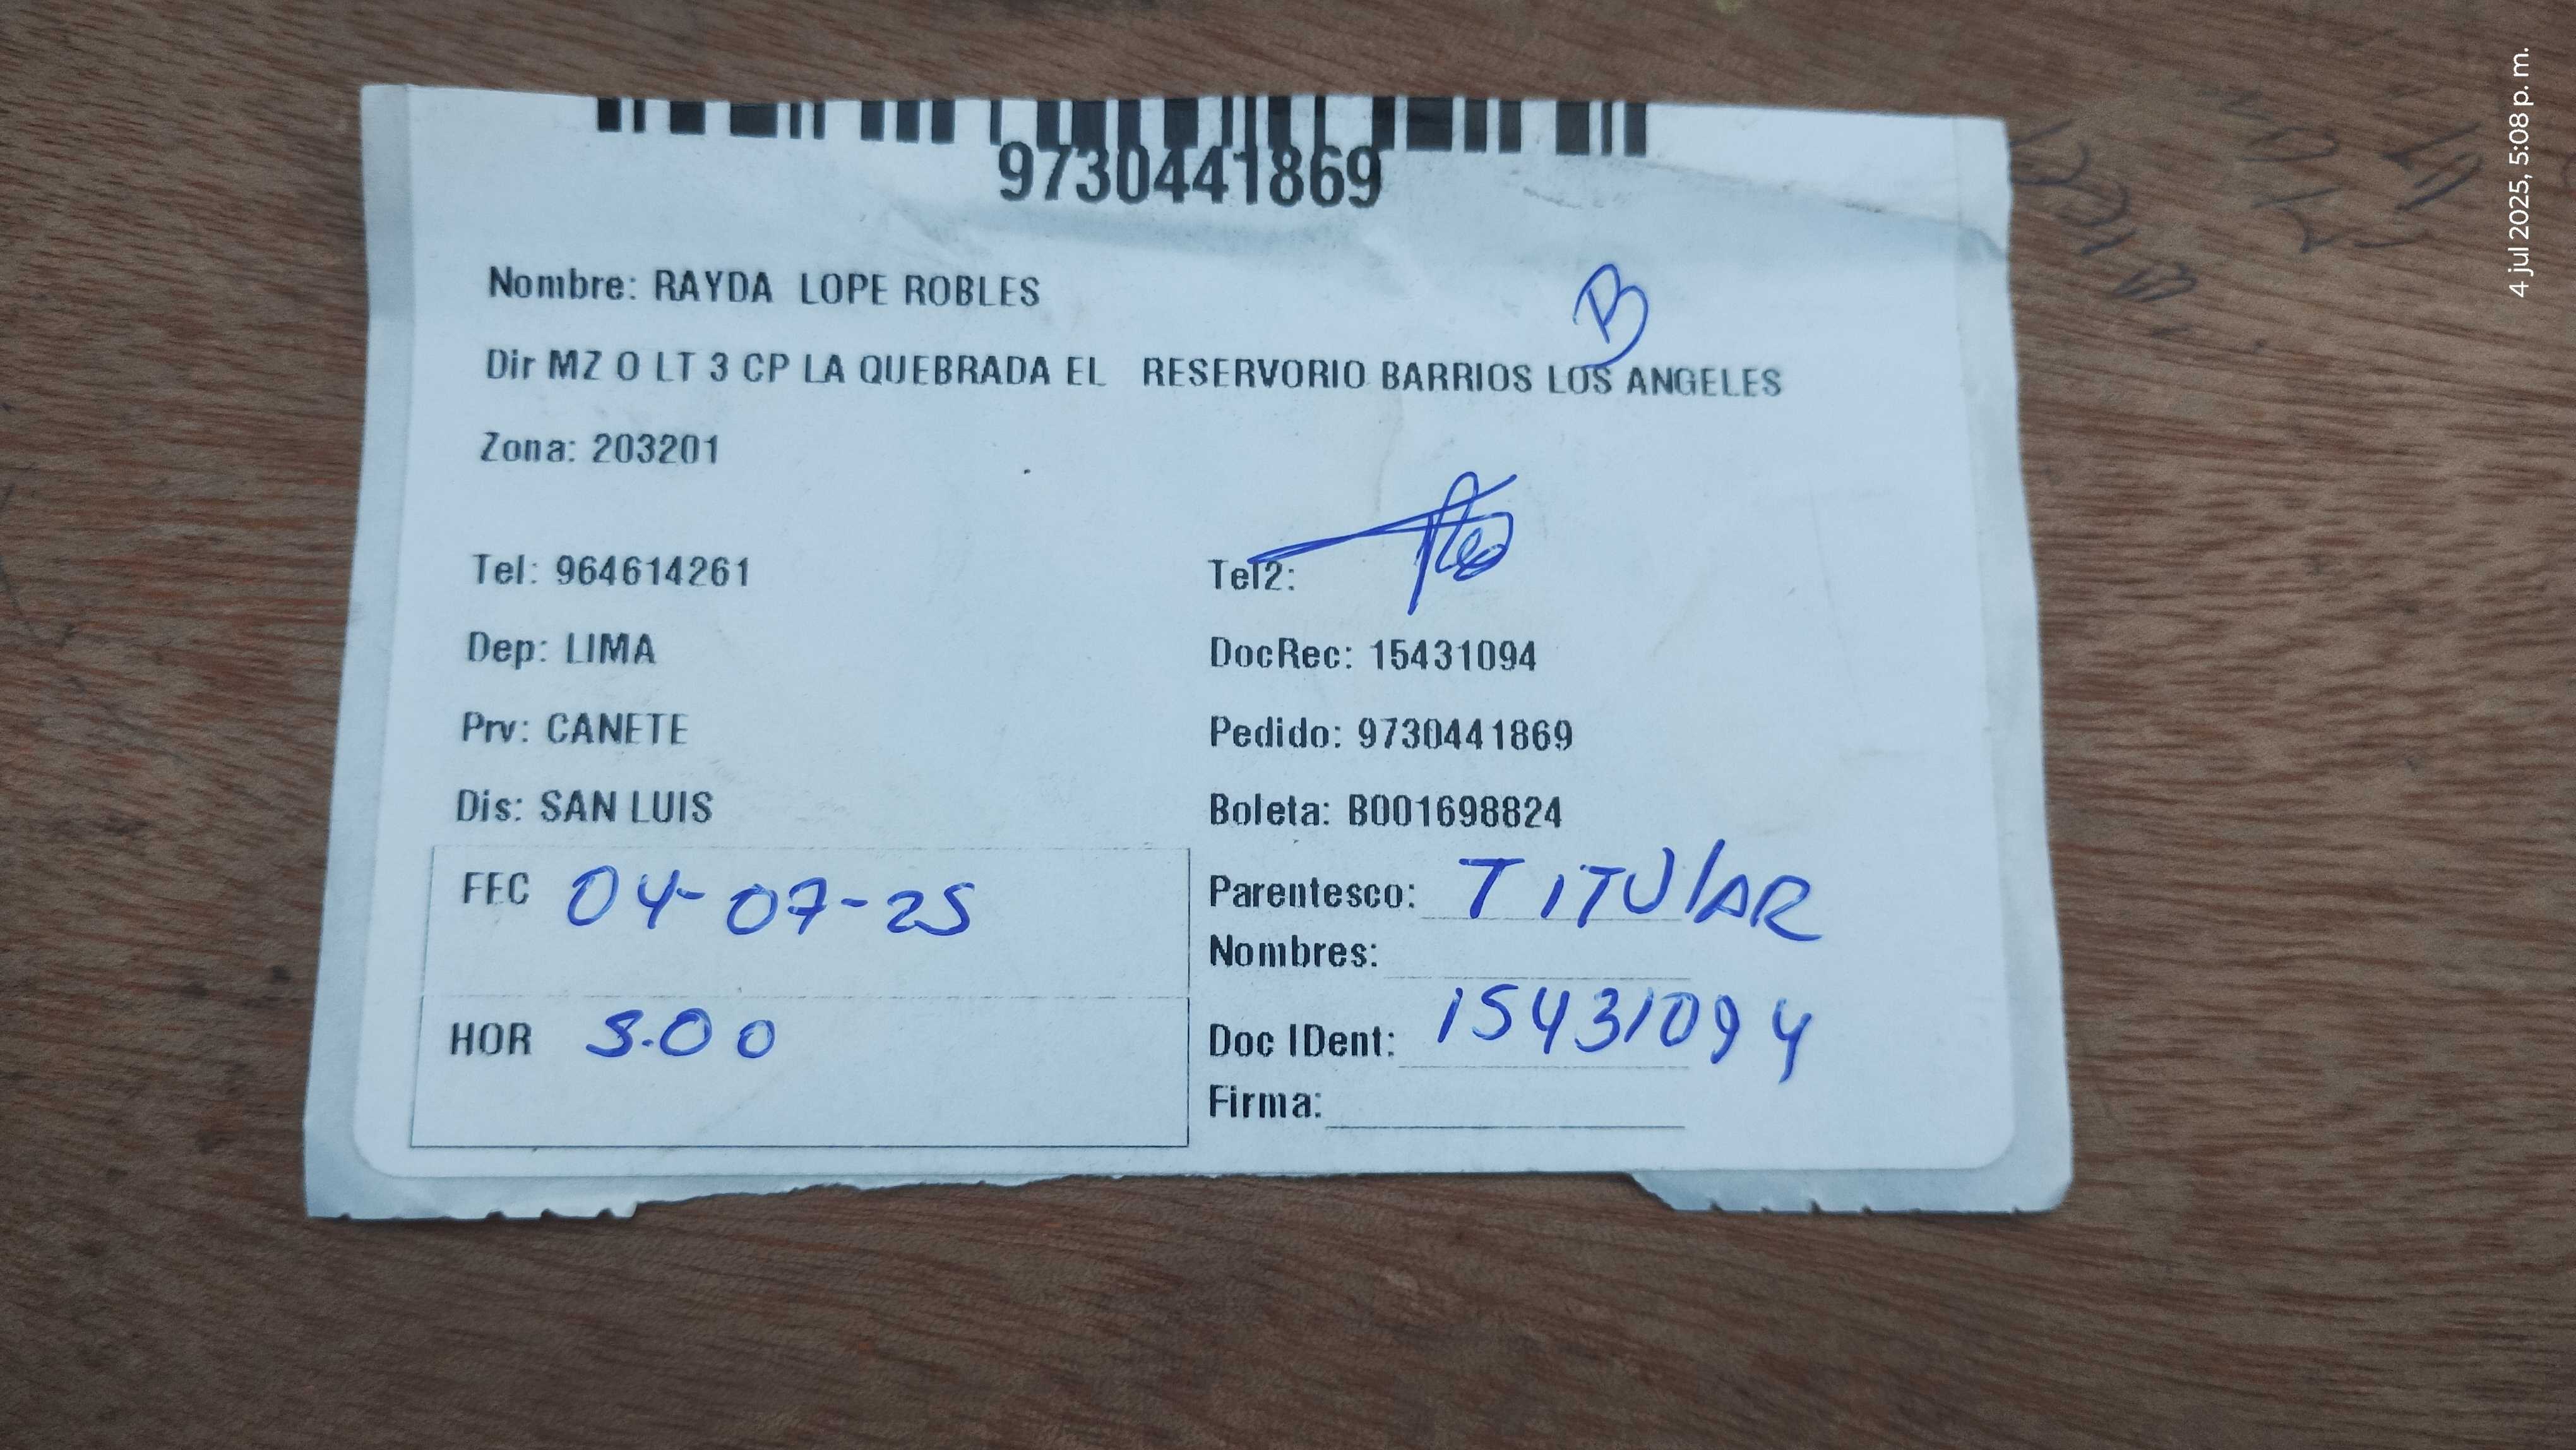 9730441869
Nombre: RAYDA LOPE ROBLES
B
Dir MZ O LT 3 CP LA QUEBRADA EL RESERVORIO BARRIOS LOS ANGELES
Zona: 203201
Tel: 964614261 Tel2:
Dep: LIMA DocRec: 15431094
Prv: CANETE Pedido: 9730441869
Dis: SAN LUIS Boleta: B001698824
FEC 04-07-25 Parentesco: TITULAR
Nombres:
HOR 5.00 Doc IDent: 15431094
Firma:
4 jul 2025, 5:08 p. m.